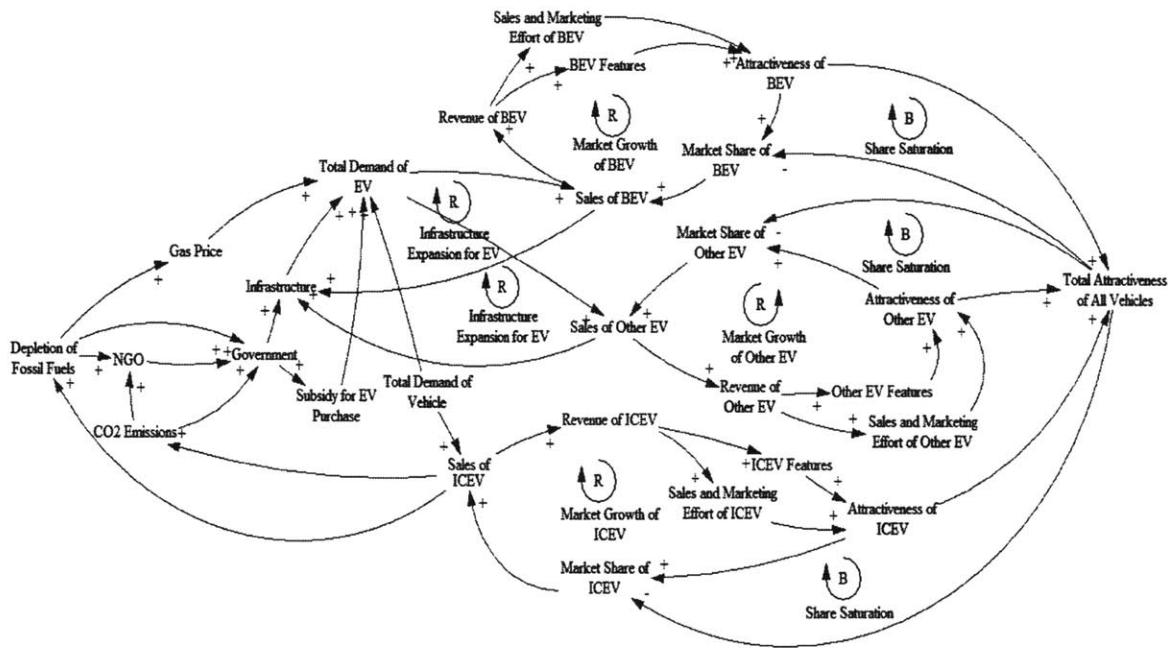 Sales and Marketing
Effort of BEV
BEV Features
Attractiveness of
BEV
Revenue of BEV
R
Market Growth
of BEV
B
Share Saturation
Market Share of
BEV
Total Demand of
EV
Sales of BEV
R
Infrastructure
Expansion for EV
Market Share of
Other EV
B
Share Saturation
Gas Price
Infrastructure
R
Infrastructure
Expansion for EV
Attractiveness of
Other EV
Total Attractiveness
of All Vehicles
Sales of Other EV
R
Market Growth
of Other EV
Depletion of
Fossil Fuels
NGO
Government
Subsidy for EV
Purchase
Total Demand of
Vehicle
Revenue of
Other EV
Other EV Features
Sales and Marketing
Effort of Other EV
CO2 Emissions
Revenue of ICEV
Sales of
ICEV
R
Market Growth of
ICEV
ICEV Features
Sales and Marketing
Effort of ICEV
Attractiveness of
ICEV
Market Share of
ICEV
B
Share Saturation